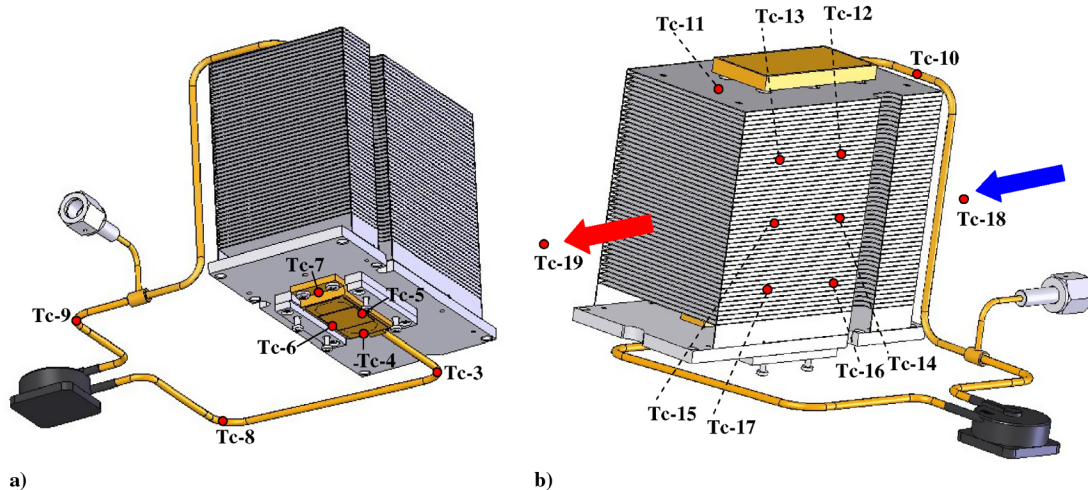 Tc-7
Tc-5
Tc-9
Tc-6
Tc-4
Tc-3
Tc-8
a)
Tc-13
Tc-12
Tc-11
Tc-10
Tc-18
Tc-19
Tc-14
Tc-16
Tc-15
Tc-17
b)